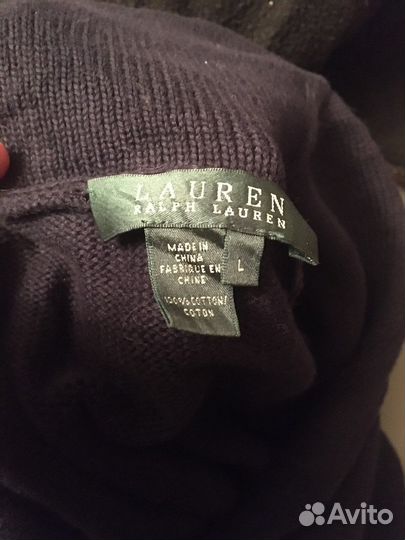 LAUREN
RALPH LAUREN
MADE IN
CHINA
FABRIQUE EN
CHINE
100% COTTON/
COTON
L
Avito